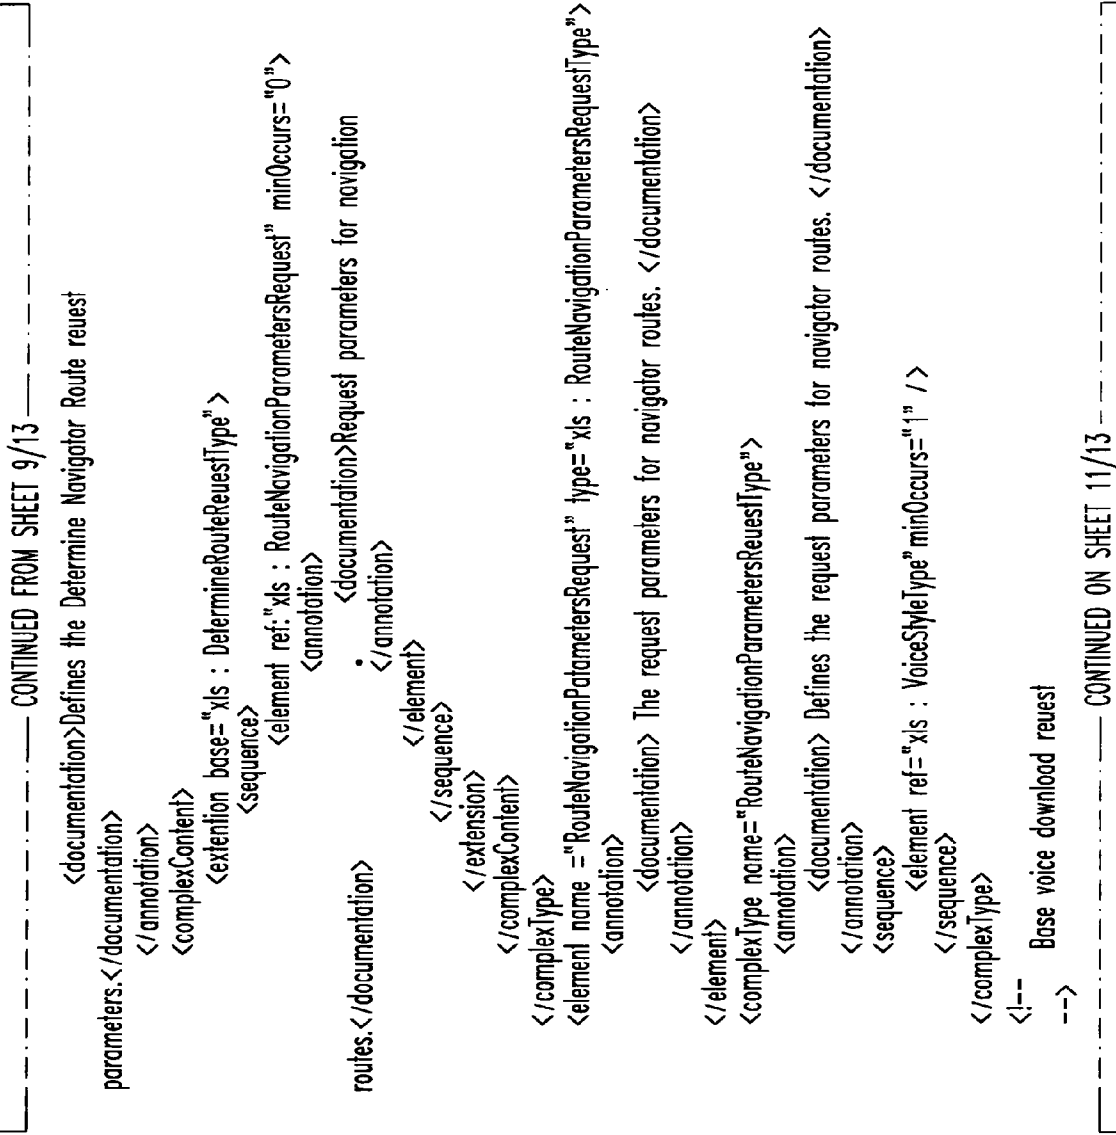 CONTINUED FROM SHEET 9/13
<documentation>Defines the Determine Navigator Route reuest
parameters.</documentation>
</annotation>
<complexContent>
<extention base="xls : DetermineRouteReuestType">
<sequence>
<element ref:"xls : RouteNavigationParametersRequest" minOccurs="0">
<annotation>
<documentation>Request parameters for navigation
routes.</documentation>
</annotation>
</element>
</sequence>
</extension>
</complexContent>
</complexType>
<element name ="RouteNavigationPatametersRequest" type="xls : RouteNavigationParametersRequestType">
<annotation>
<documentation> The request parameters for navigator routes. </documentation>
</annotation>
</element>
<complexType name="RouteNavigationParametersReuestType">
<annotation>
<documentation> Defines the request parameters for navigator routes. </documentation>
</annotation>
<sequence>
<element ref="xls : VoiceStyleType" minOccurs="1" />
</sequence>
</complexType>
<!--
Base voice download reuest
-->
CONTINUED ON SHEET 11/13